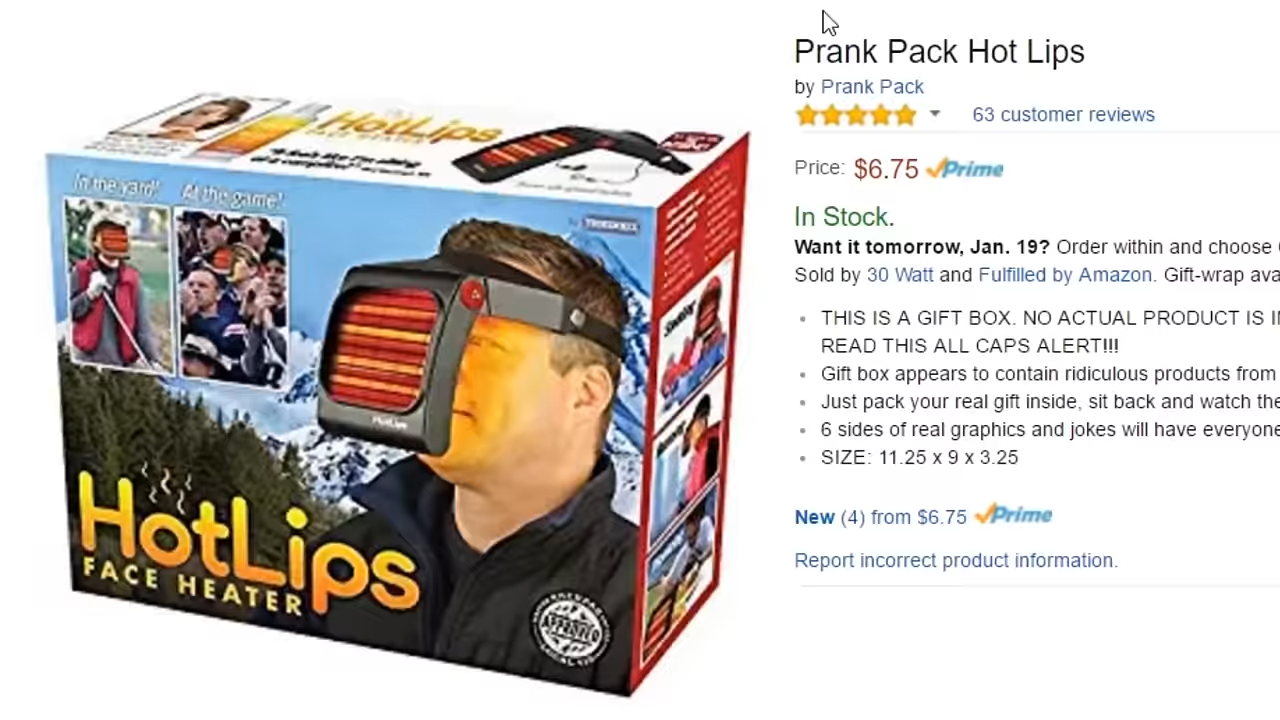 Prank Pack Hot Lips
by Prank Pack
63 customer reviews
Price: $6.75 Prime
In Stock.
Want it tomorrow, Jan. 19? Order within and choose
Sold by 30 Watt and Fulfilled by Amazon. Gift-wrap ava
THIS IS A GIFT BOX. NO ACTUAL PRODUCT IS I
READ THIS ALL CAPS ALERT!!!
Gift box appears to contain ridiculous products from
Just pack your real gift inside, sit back and watch the
6 sides of real graphics and jokes will have everyone
SIZE: 11.25 x 9 x 3.25
New (4) from $6.75 Prime
Report incorrect product information.
HotLips
In the yard!
At the game!
HotLips
HotLips
FACE HEATER
APPROVED